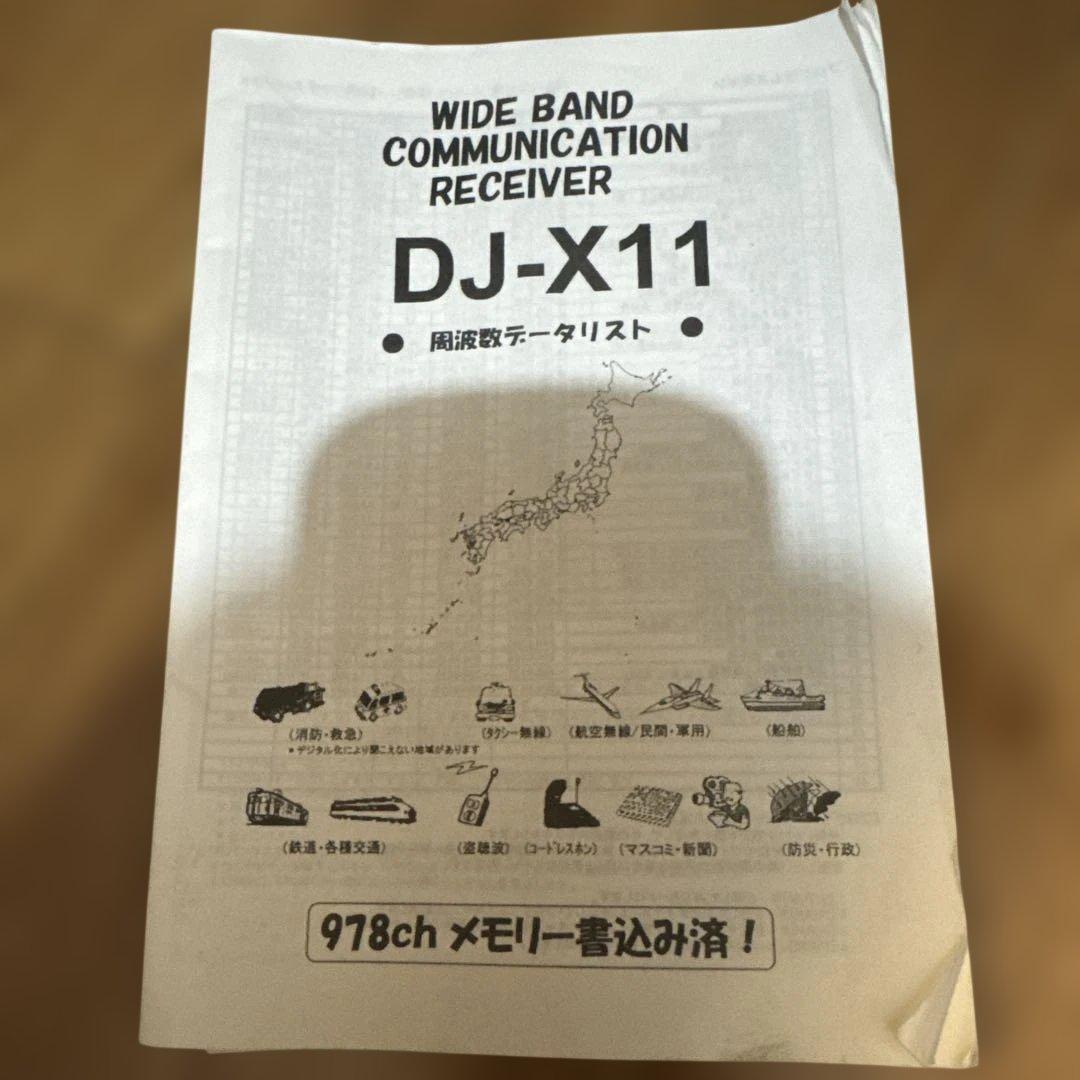 WIDE BAND
COMMUNICATION
RECEIVER
DJ-X11
● 周波数データリスト ●
(消防・救急) (タクシー無線) (航空無線/民間・軍用) (船舶)
＊デジタル化により聞こえない地域があります
(鉄道・各種交通) (盗聴波) (コードレスホン) (マスコミ・新聞) (防災・行政)
978ch メモリー書込み済！